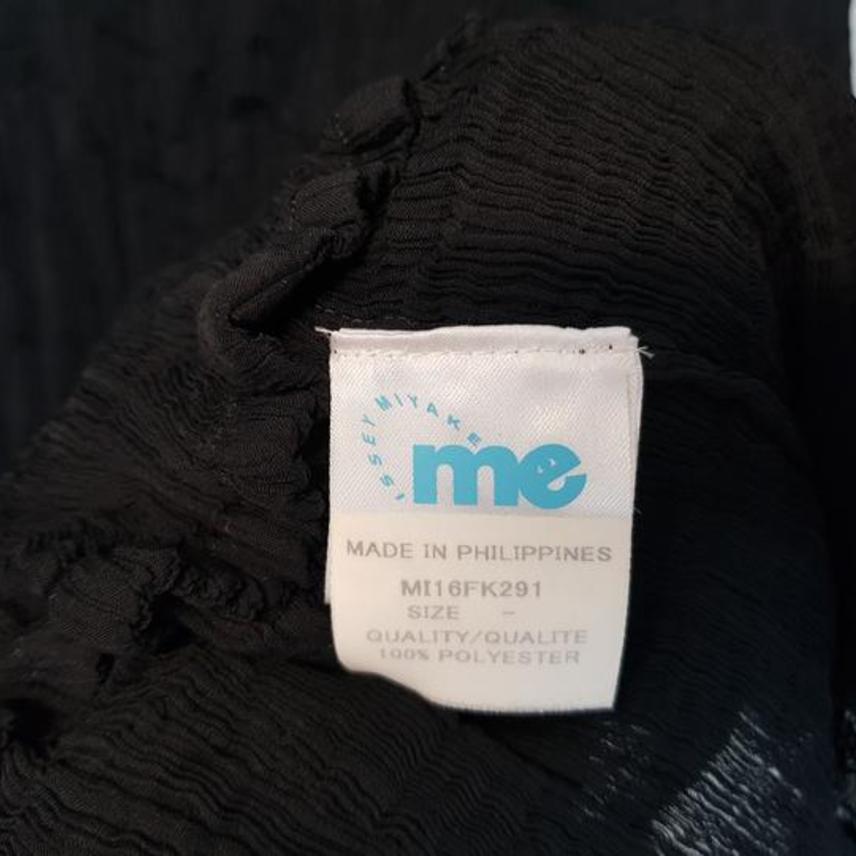 ISSEY MIYAKE
me
MADE IN PHILIPPINES
MI16FK291
SIZE -
QUALITY/QUALITE
100% POLYESTER